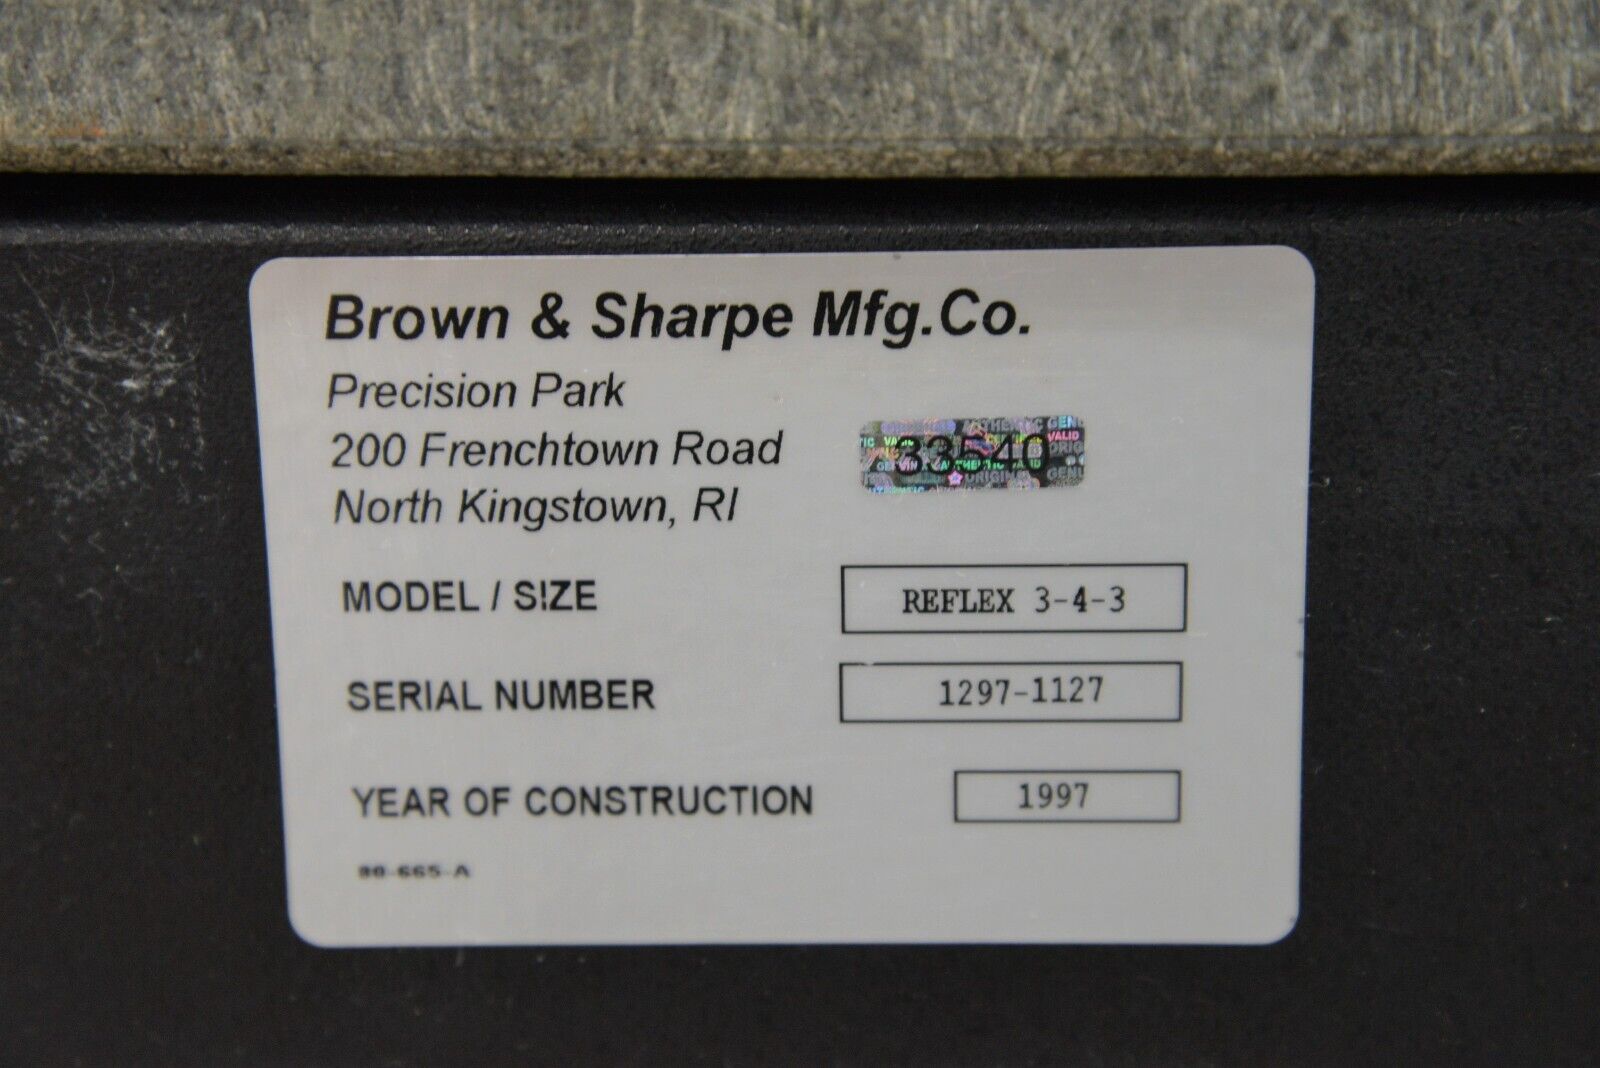 Brown & Sharpe Mfg.Co.
Precision Park
200 Frenchtown Road
North Kingstown, RI
33540
MODEL / SIZE
REFLEX 3-4-3
SERIAL NUMBER
1297-1127
YEAR OF CONSTRUCTION
1997
80-665-A